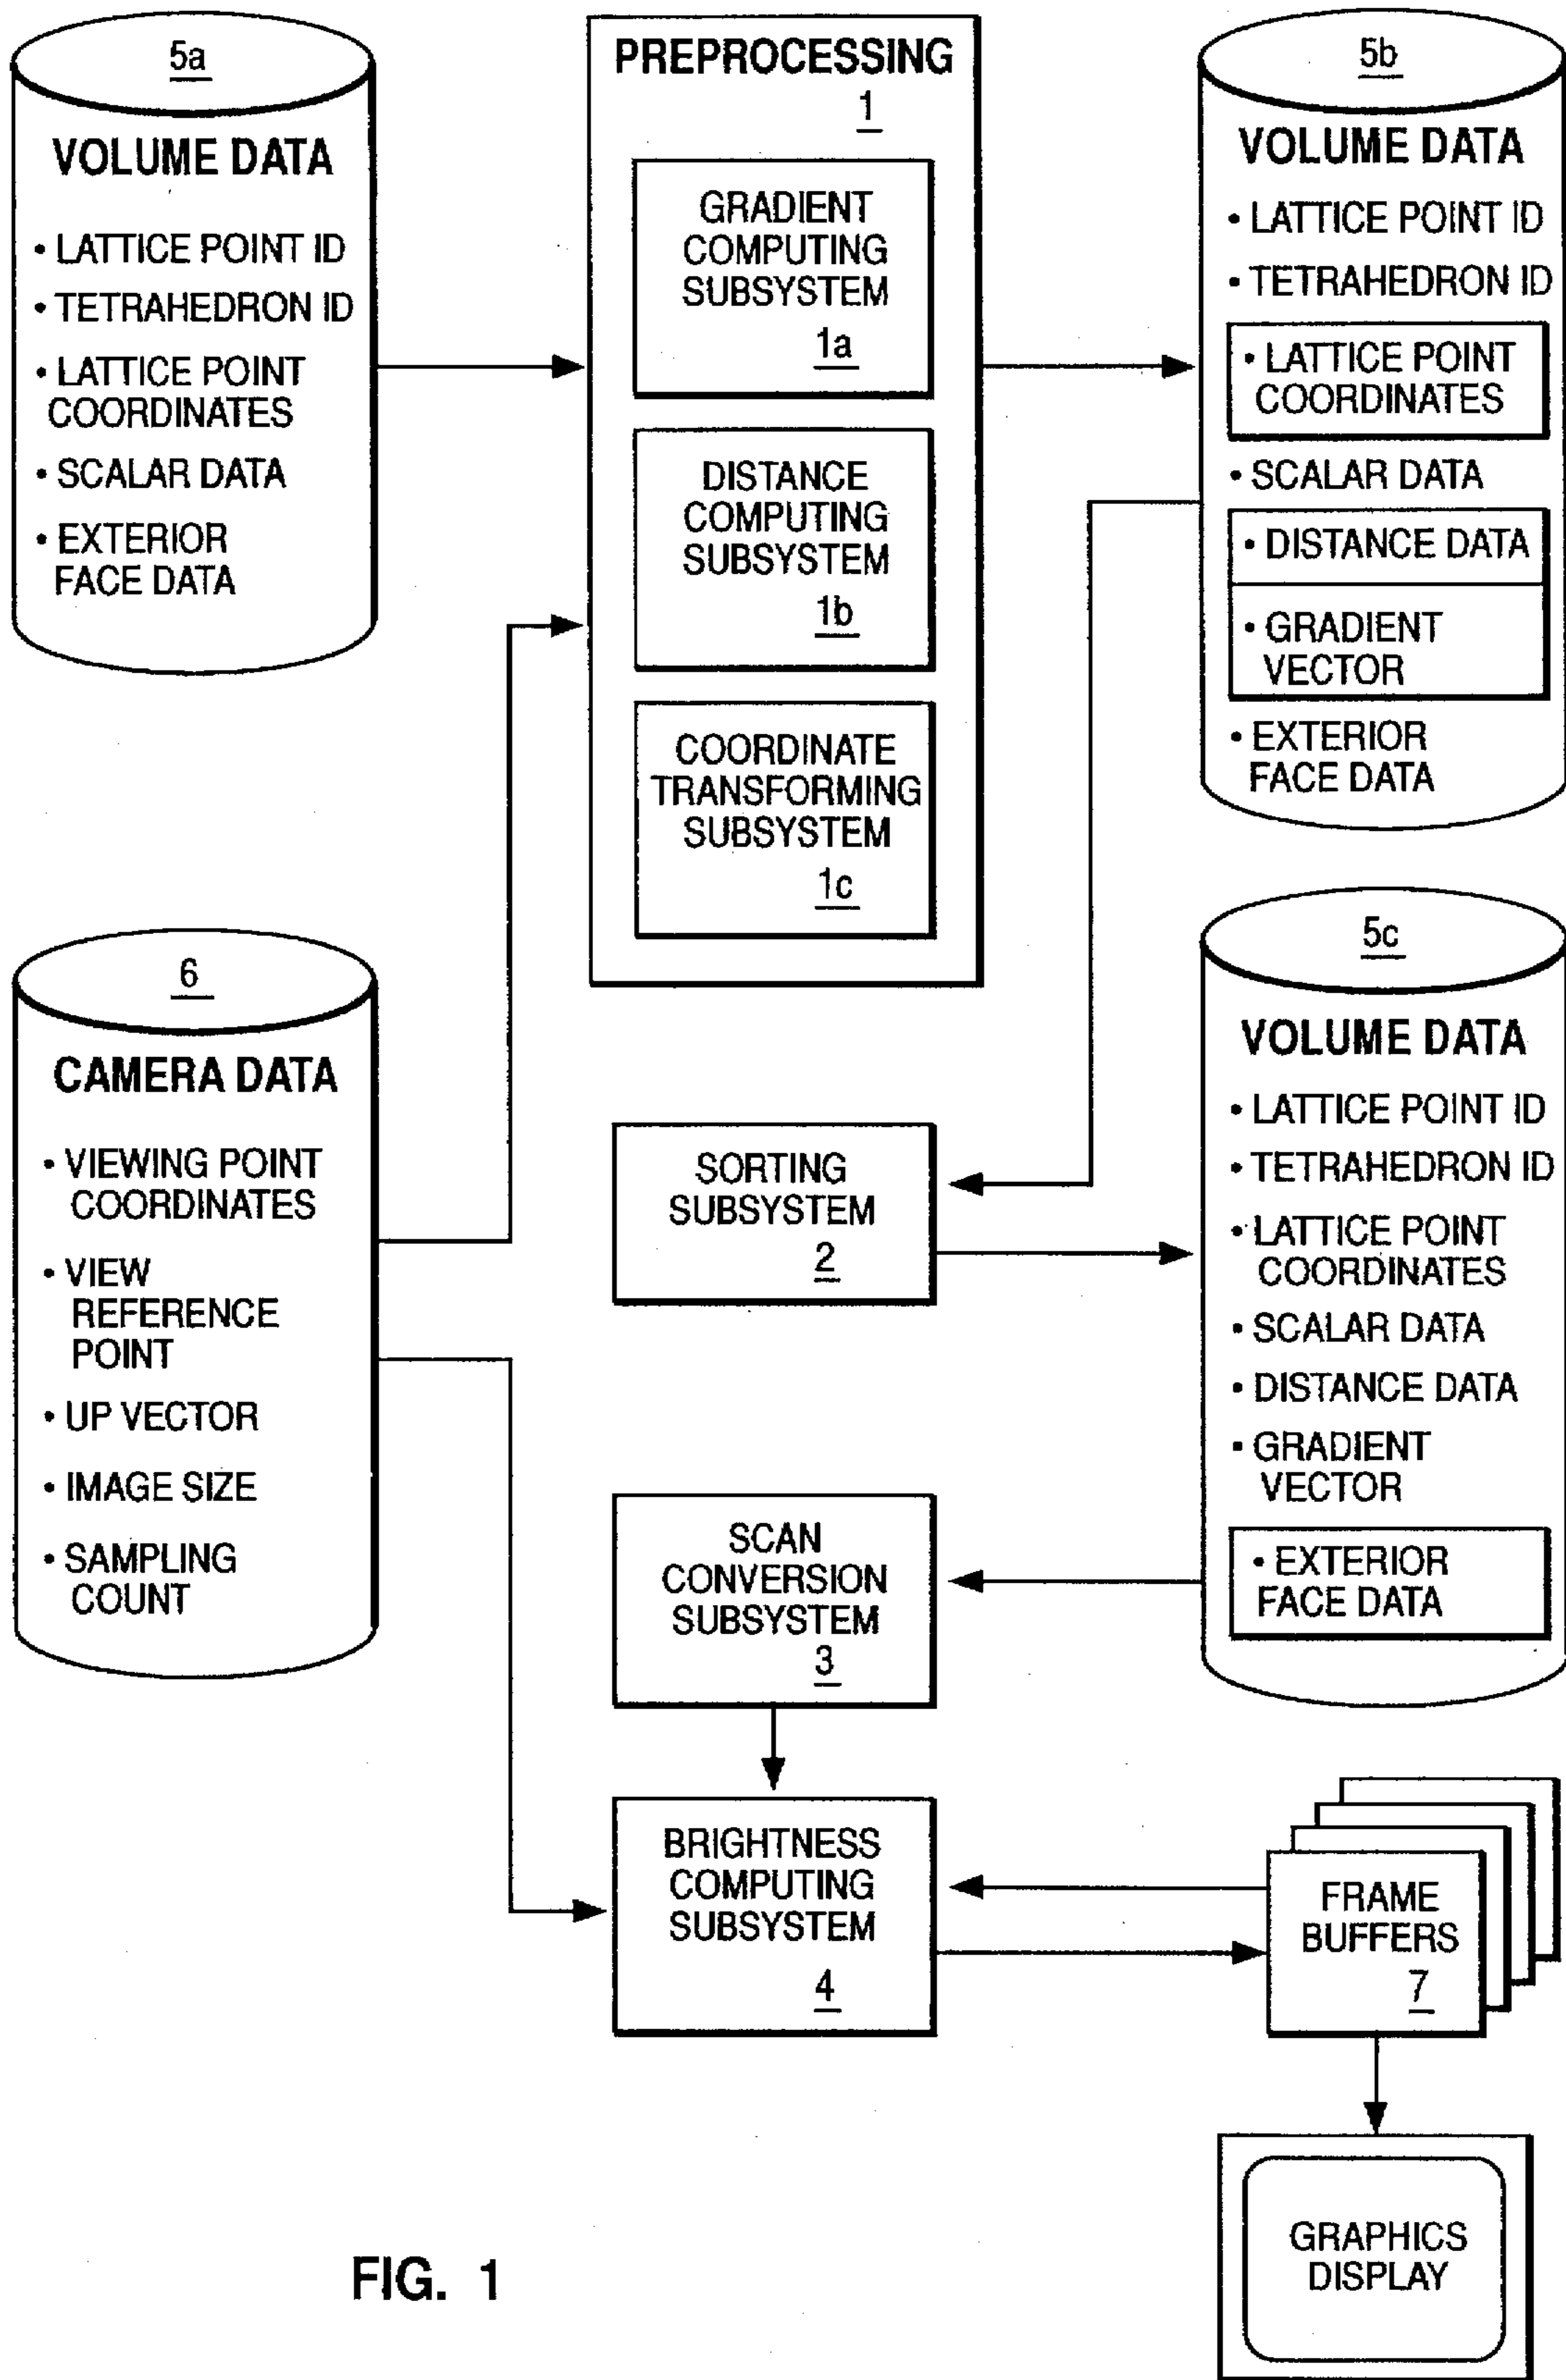 5a
VOLUME DATA
• LATTICE POINT ID
• TETRAHEDRON ID
• LATTICE POINT
COORDINATES
• SCALAR DATA
• EXTERIOR
FACE DATA
PREPROCESSING
1
GRADIENT
COMPUTING
SUBSYSTEM
1a
DISTANCE
COMPUTING
SUBSYSTEM
1b
COORDINATE
TRANSFORMING
SUBSYSTEM
1c
5b
VOLUME DATA
• LATTICE POINT ID
• TETRAHEDRON ID
• LATTICE POINT
COORDINATES
• SCALAR DATA
• DISTANCE DATA
• GRADIENT
VECTOR
• EXTERIOR
FACE DATA
6
CAMERA DATA
• VIEWING POINT
COORDINATES
• VIEW
REFERENCE
POINT
• UP VECTOR
• IMAGE SIZE
• SAMPLING
COUNT
SORTING
SUBSYSTEM
2
5c
VOLUME DATA
• LATTICE POINT ID
• TETRAHEDRON ID
• LATTICE POINT
COORDINATES
• SCALAR DATA
• DISTANCE DATA
• GRADIENT
VECTOR
• EXTERIOR
FACE DATA
SCAN
CONVERSION
SUBSYSTEM
3
BRIGHTNESS
COMPUTING
SUBSYSTEM
4
FRAME
BUFFERS
7
GRAPHICS
DISPLAY
FIG. 1